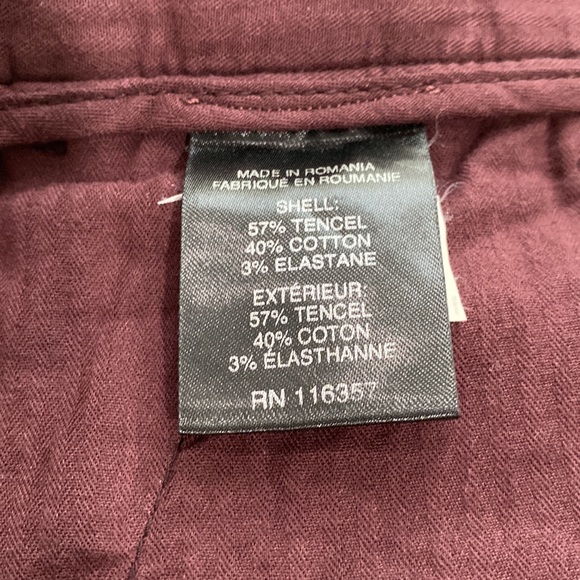 MADE IN ROMANIA
FABRIQUÉ EN ROUMANIE
SHELL:
57% TENCEL
40% COTTON
3% ELASTANE
EXTÉRIEUR:
57% TENCEL
40% COTON
3% ÉLASTHANNE
RN 116357